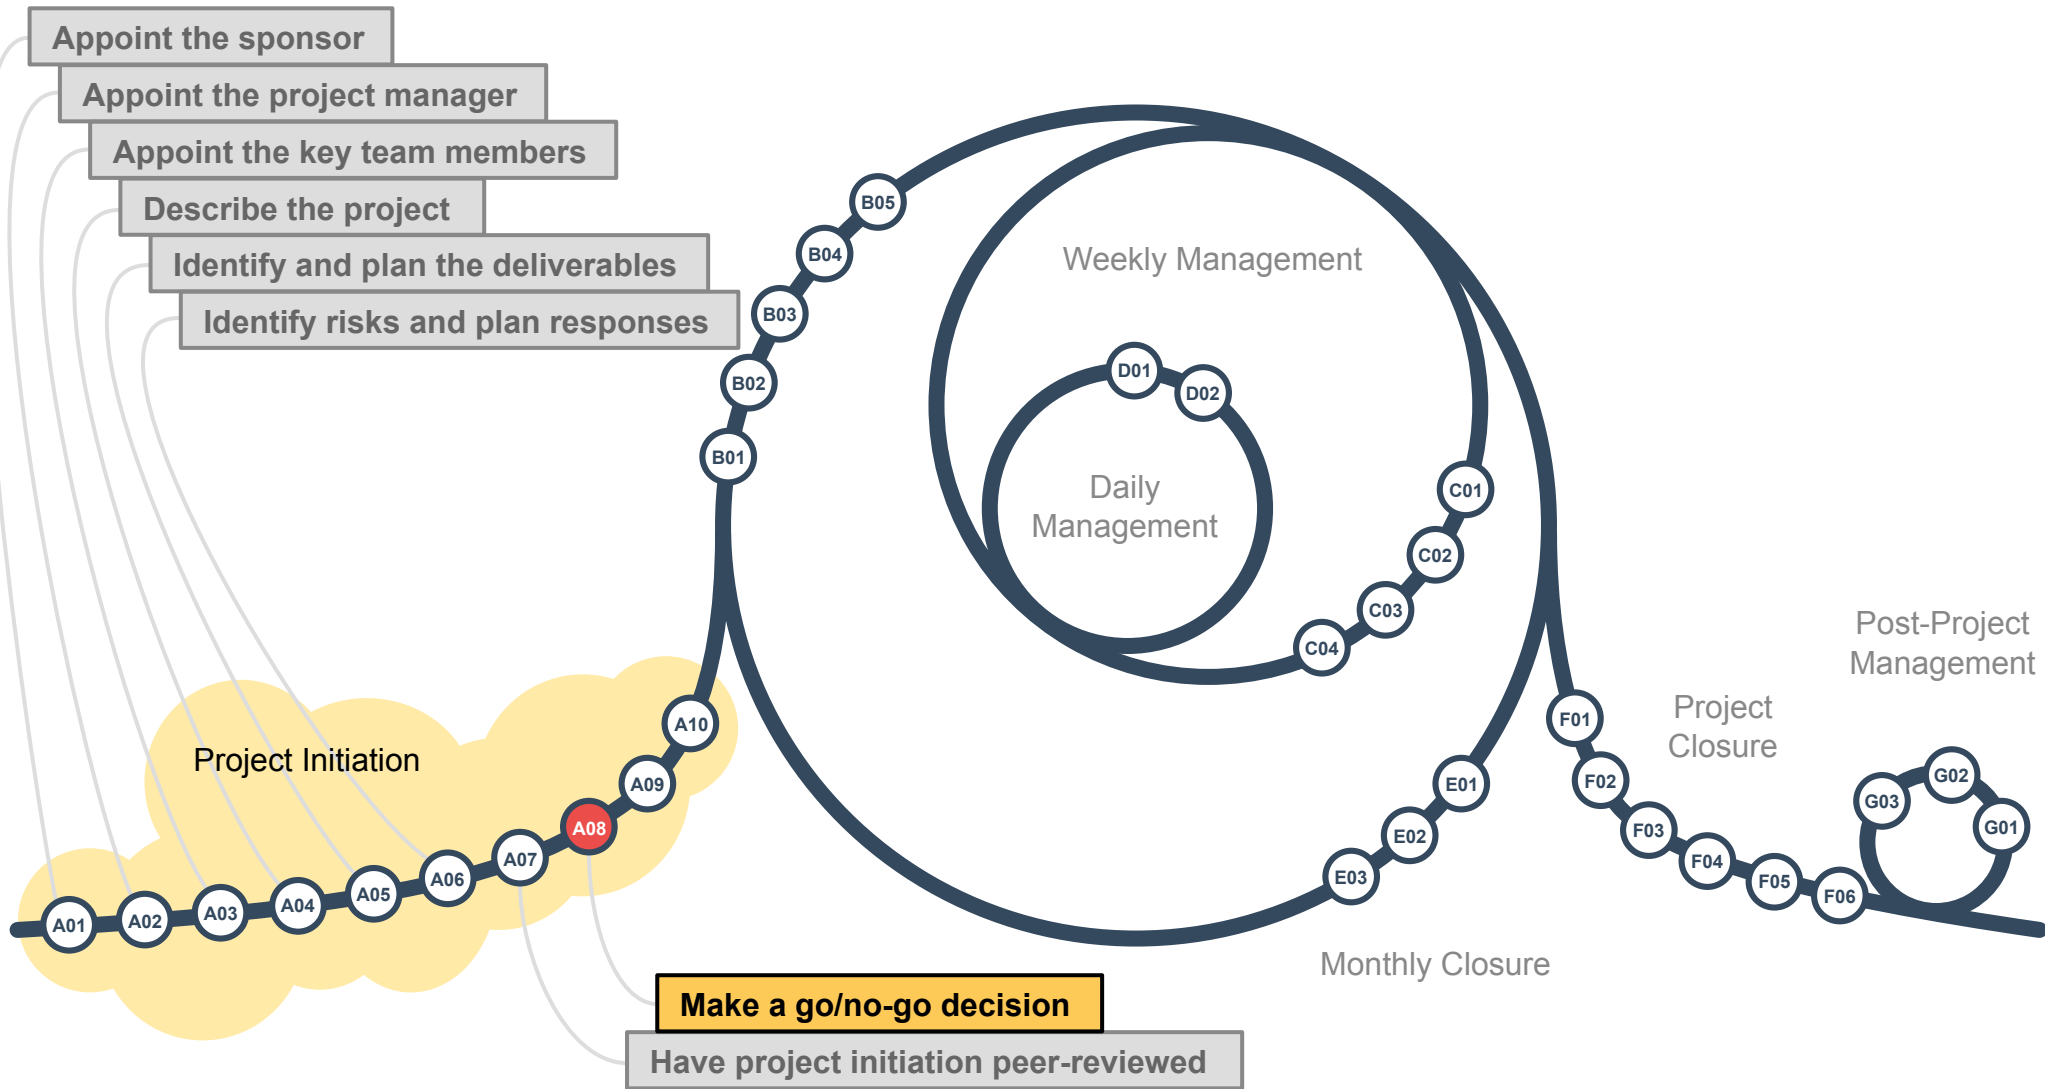 Appoint the sponsor
Appoint the project manager
Appoint the key team members
Describe the project
Identify and plan the deliverables
Identify risks and plan responses
B05
B04
B03
B02
B01
Weekly Management
D01
D02
Daily
Management
C01
C02
C03
C04
Post-Project
Management
Project
Closure
Project Initiation
A10
A09
A08
A07
A06
A05
A04
A03
A02
A01
E01
E02
E03
F01
F02
F03
F04
F05
F06
G03
G02
G01
Monthly Closure
Make a go/no-go decision
Have project initiation peer-reviewed